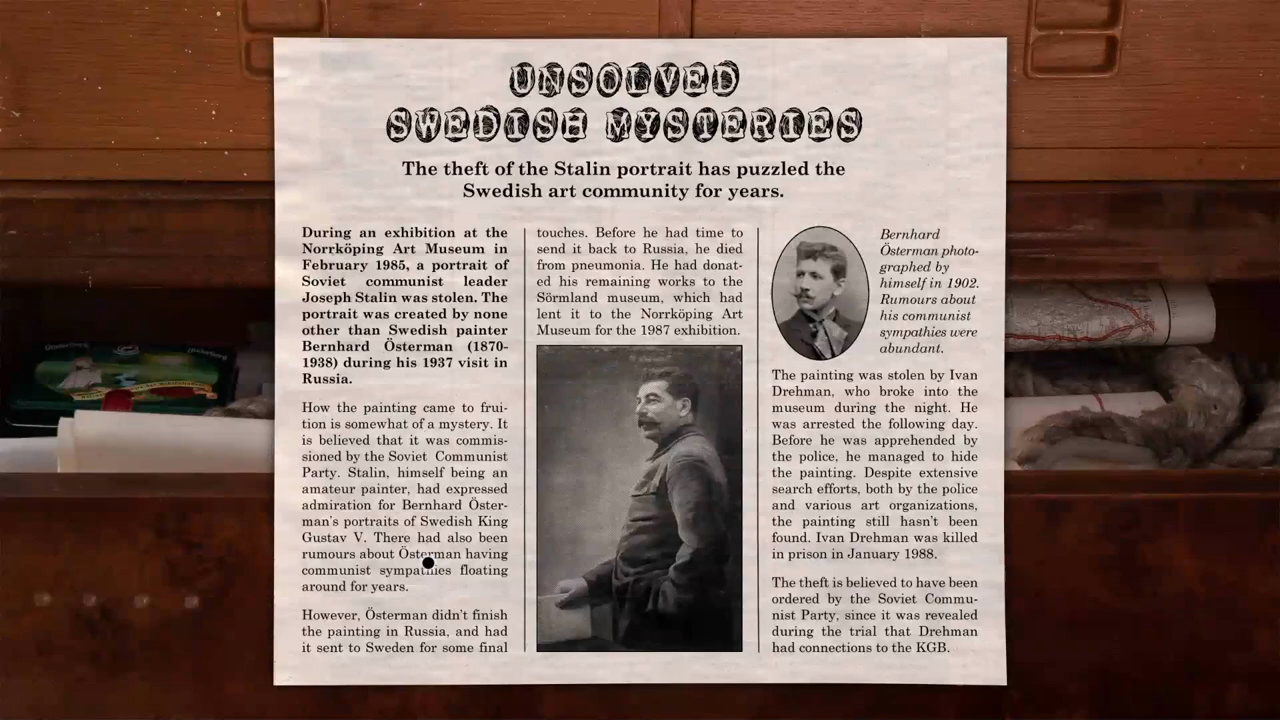 UNSOLVED
SWEDISH MYSTERIES
The theft of the Stalin portrait has puzzled the
Swedish art community for years.
During an exhibition at the
Norrköping Art Museum in
February 1985, a portrait of
Soviet communist leader
Joseph Stalin was stolen. The
portrait was created by none
other than Swedish painter
Bernhard Österman (1870-
1938) during his 1937 visit in
Russia.
How the painting came to frui-
tion is somewhat of a mystery. It
is believed that it was commis-
sioned by the Soviet Communist
Party. Stalin, himself being an
amateur painter, had expressed
admiration for Bernhard Öster-
man's portraits of Swedish King
Gustav V. There had also been
rumours about Österman having
communist sympathies floating
around for years.
However, Österman didn't finish
the painting in Russia, and had
it sent to Sweden for some final
touches. Before he had time to
send it back to Russia, he died
from pneumonia. He had donat-
ed his remaining works to the
Sörmland museum, which had
lent it to the Norrköping Art
Museum for the 1987 exhibition.
Bernhard
Österman photo-
graphed by
himself in 1902.
Rumours about
his communist
sympathies were
abundant.
The painting was stolen by Ivan
Drehman, who broke into the
museum during the night. He
was arrested the following day.
Before he was apprehended by
the police, he managed to hide
the painting. Despite extensive
search efforts, both by the police
and various art organizations,
the painting still hasn't been
found. Ivan Drehman was killed
in prison in January 1988.
The theft is believed to have been
ordered by the Soviet Commu-
nist Party, since it was revealed
during the trial that Drehman
had connections to the KGB.